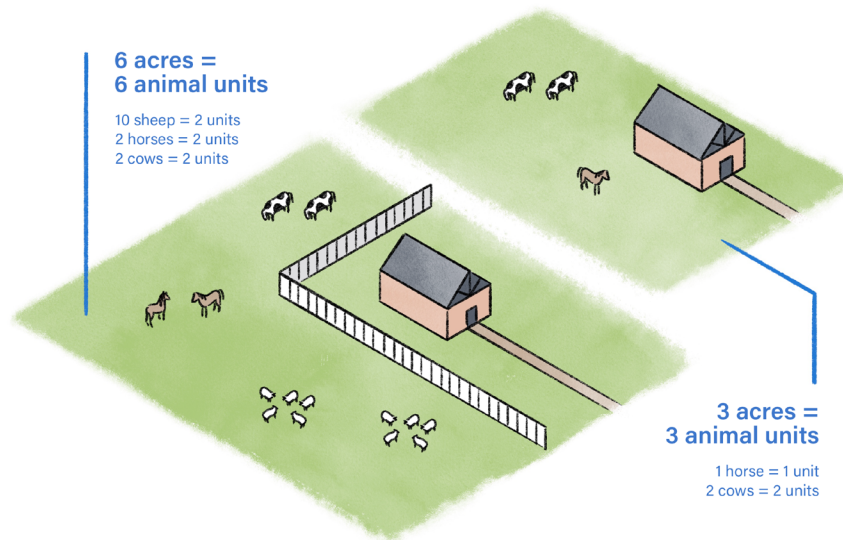 6 acres =
6 animal units
10 sheep = 2 units
2 horses = 2 units
2 cows = 2 units
3 acres =
3 animal units
1 horse = 1 unit
2 cows = 2 units